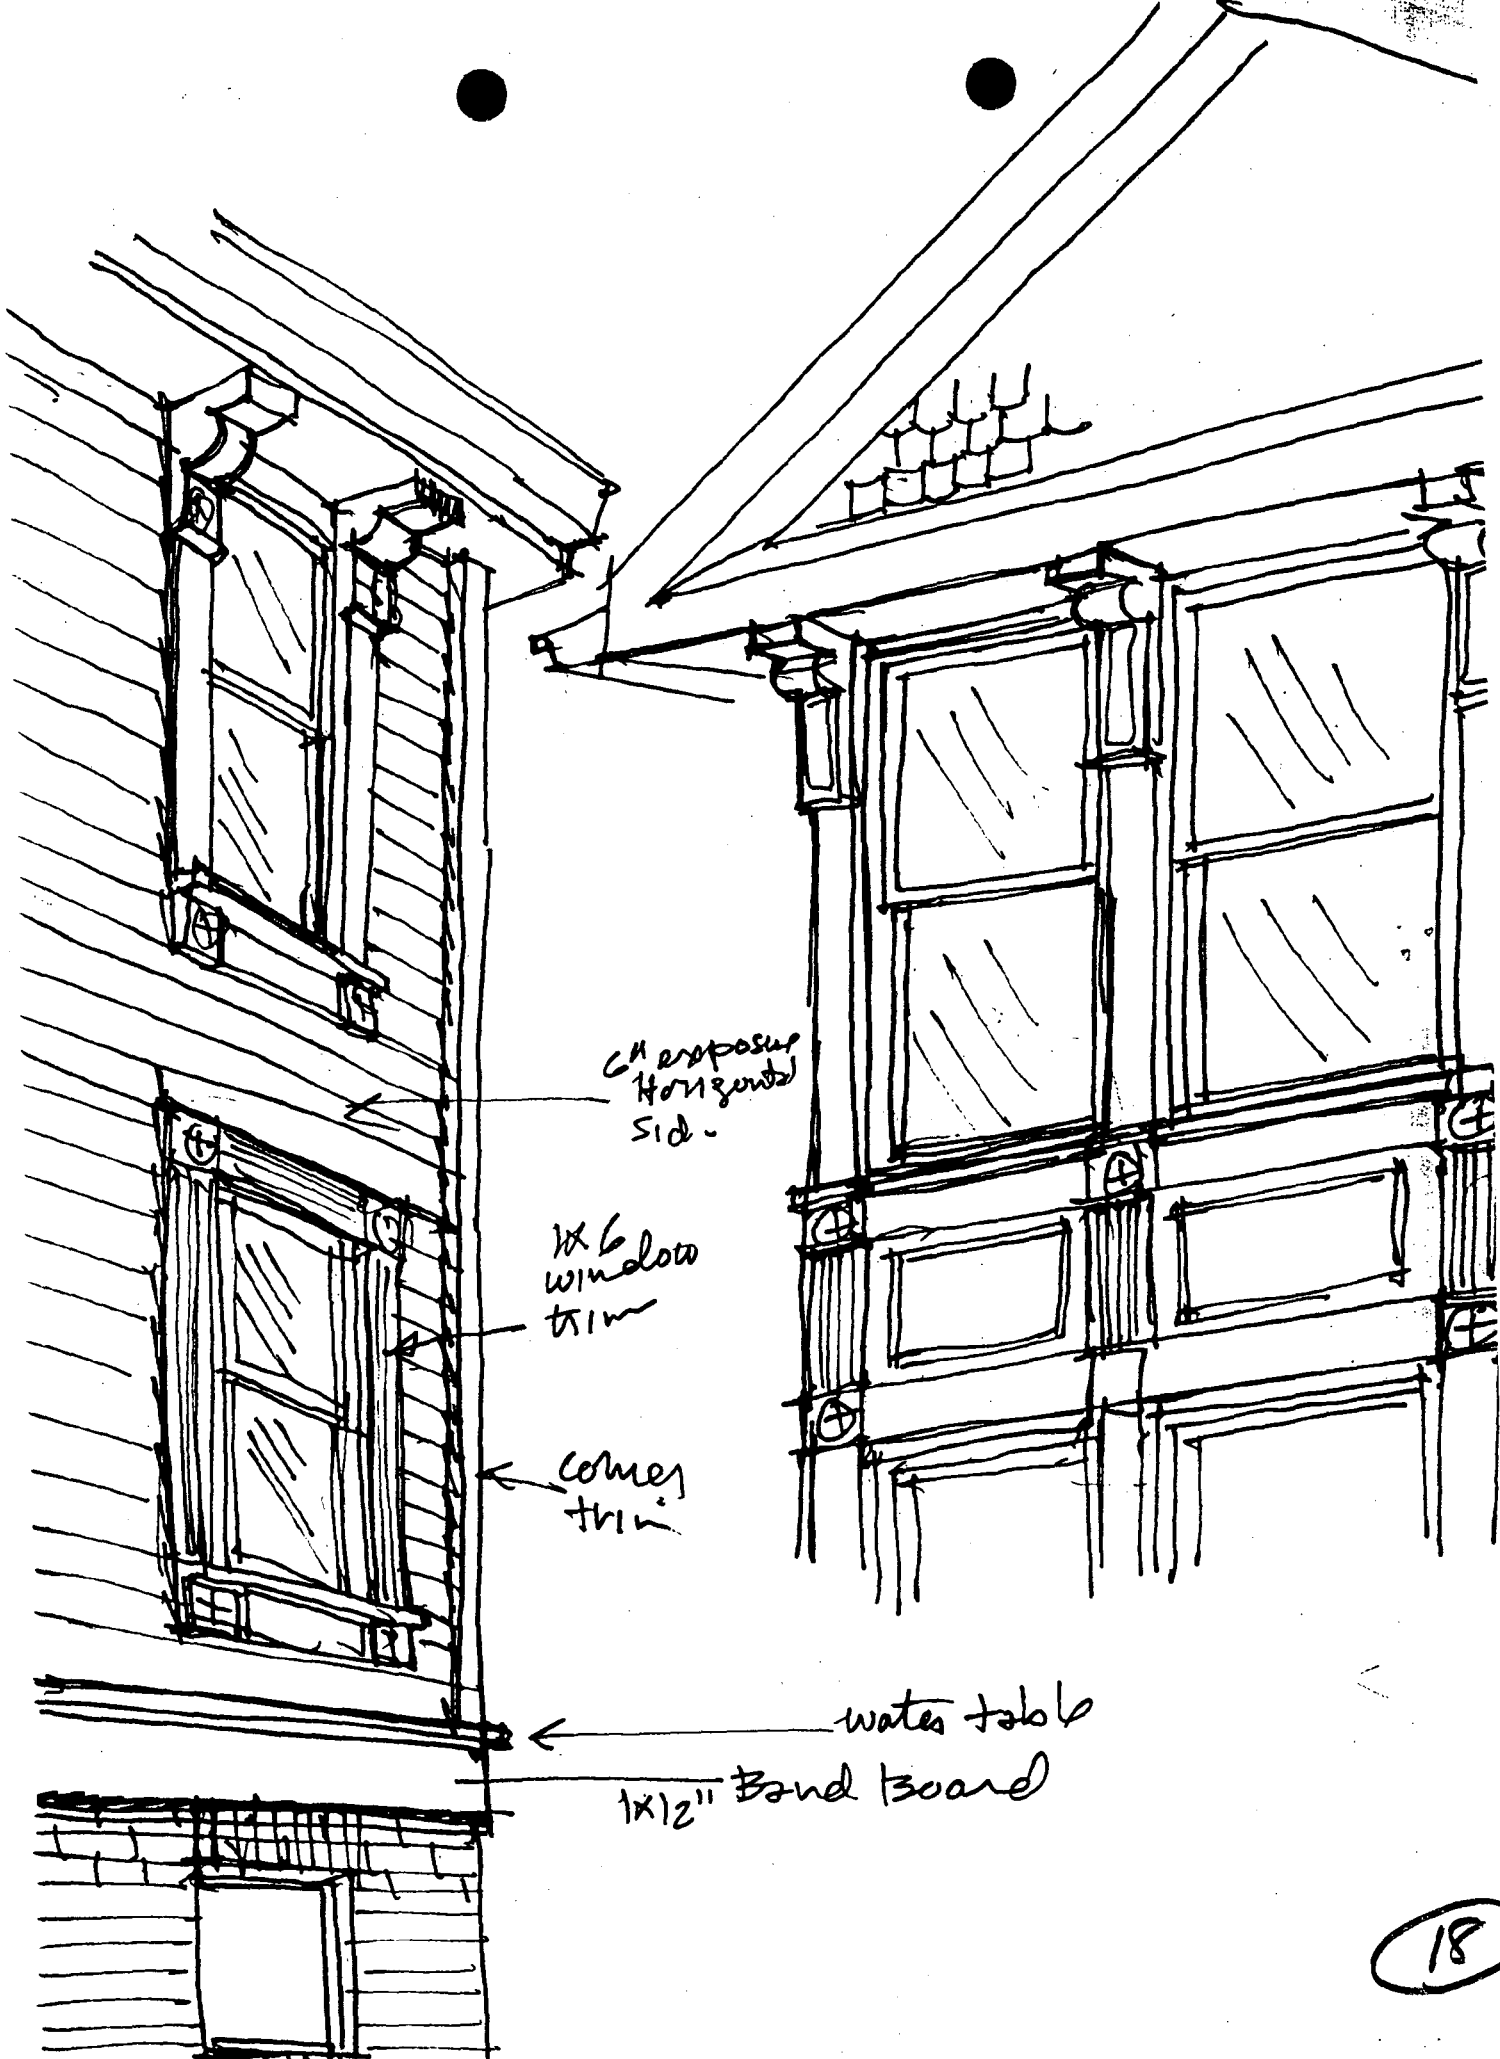 6" exposure
Horizontal
Sid.
1x6
window
trim
corner
trim
water table
1x12" Band Board
18